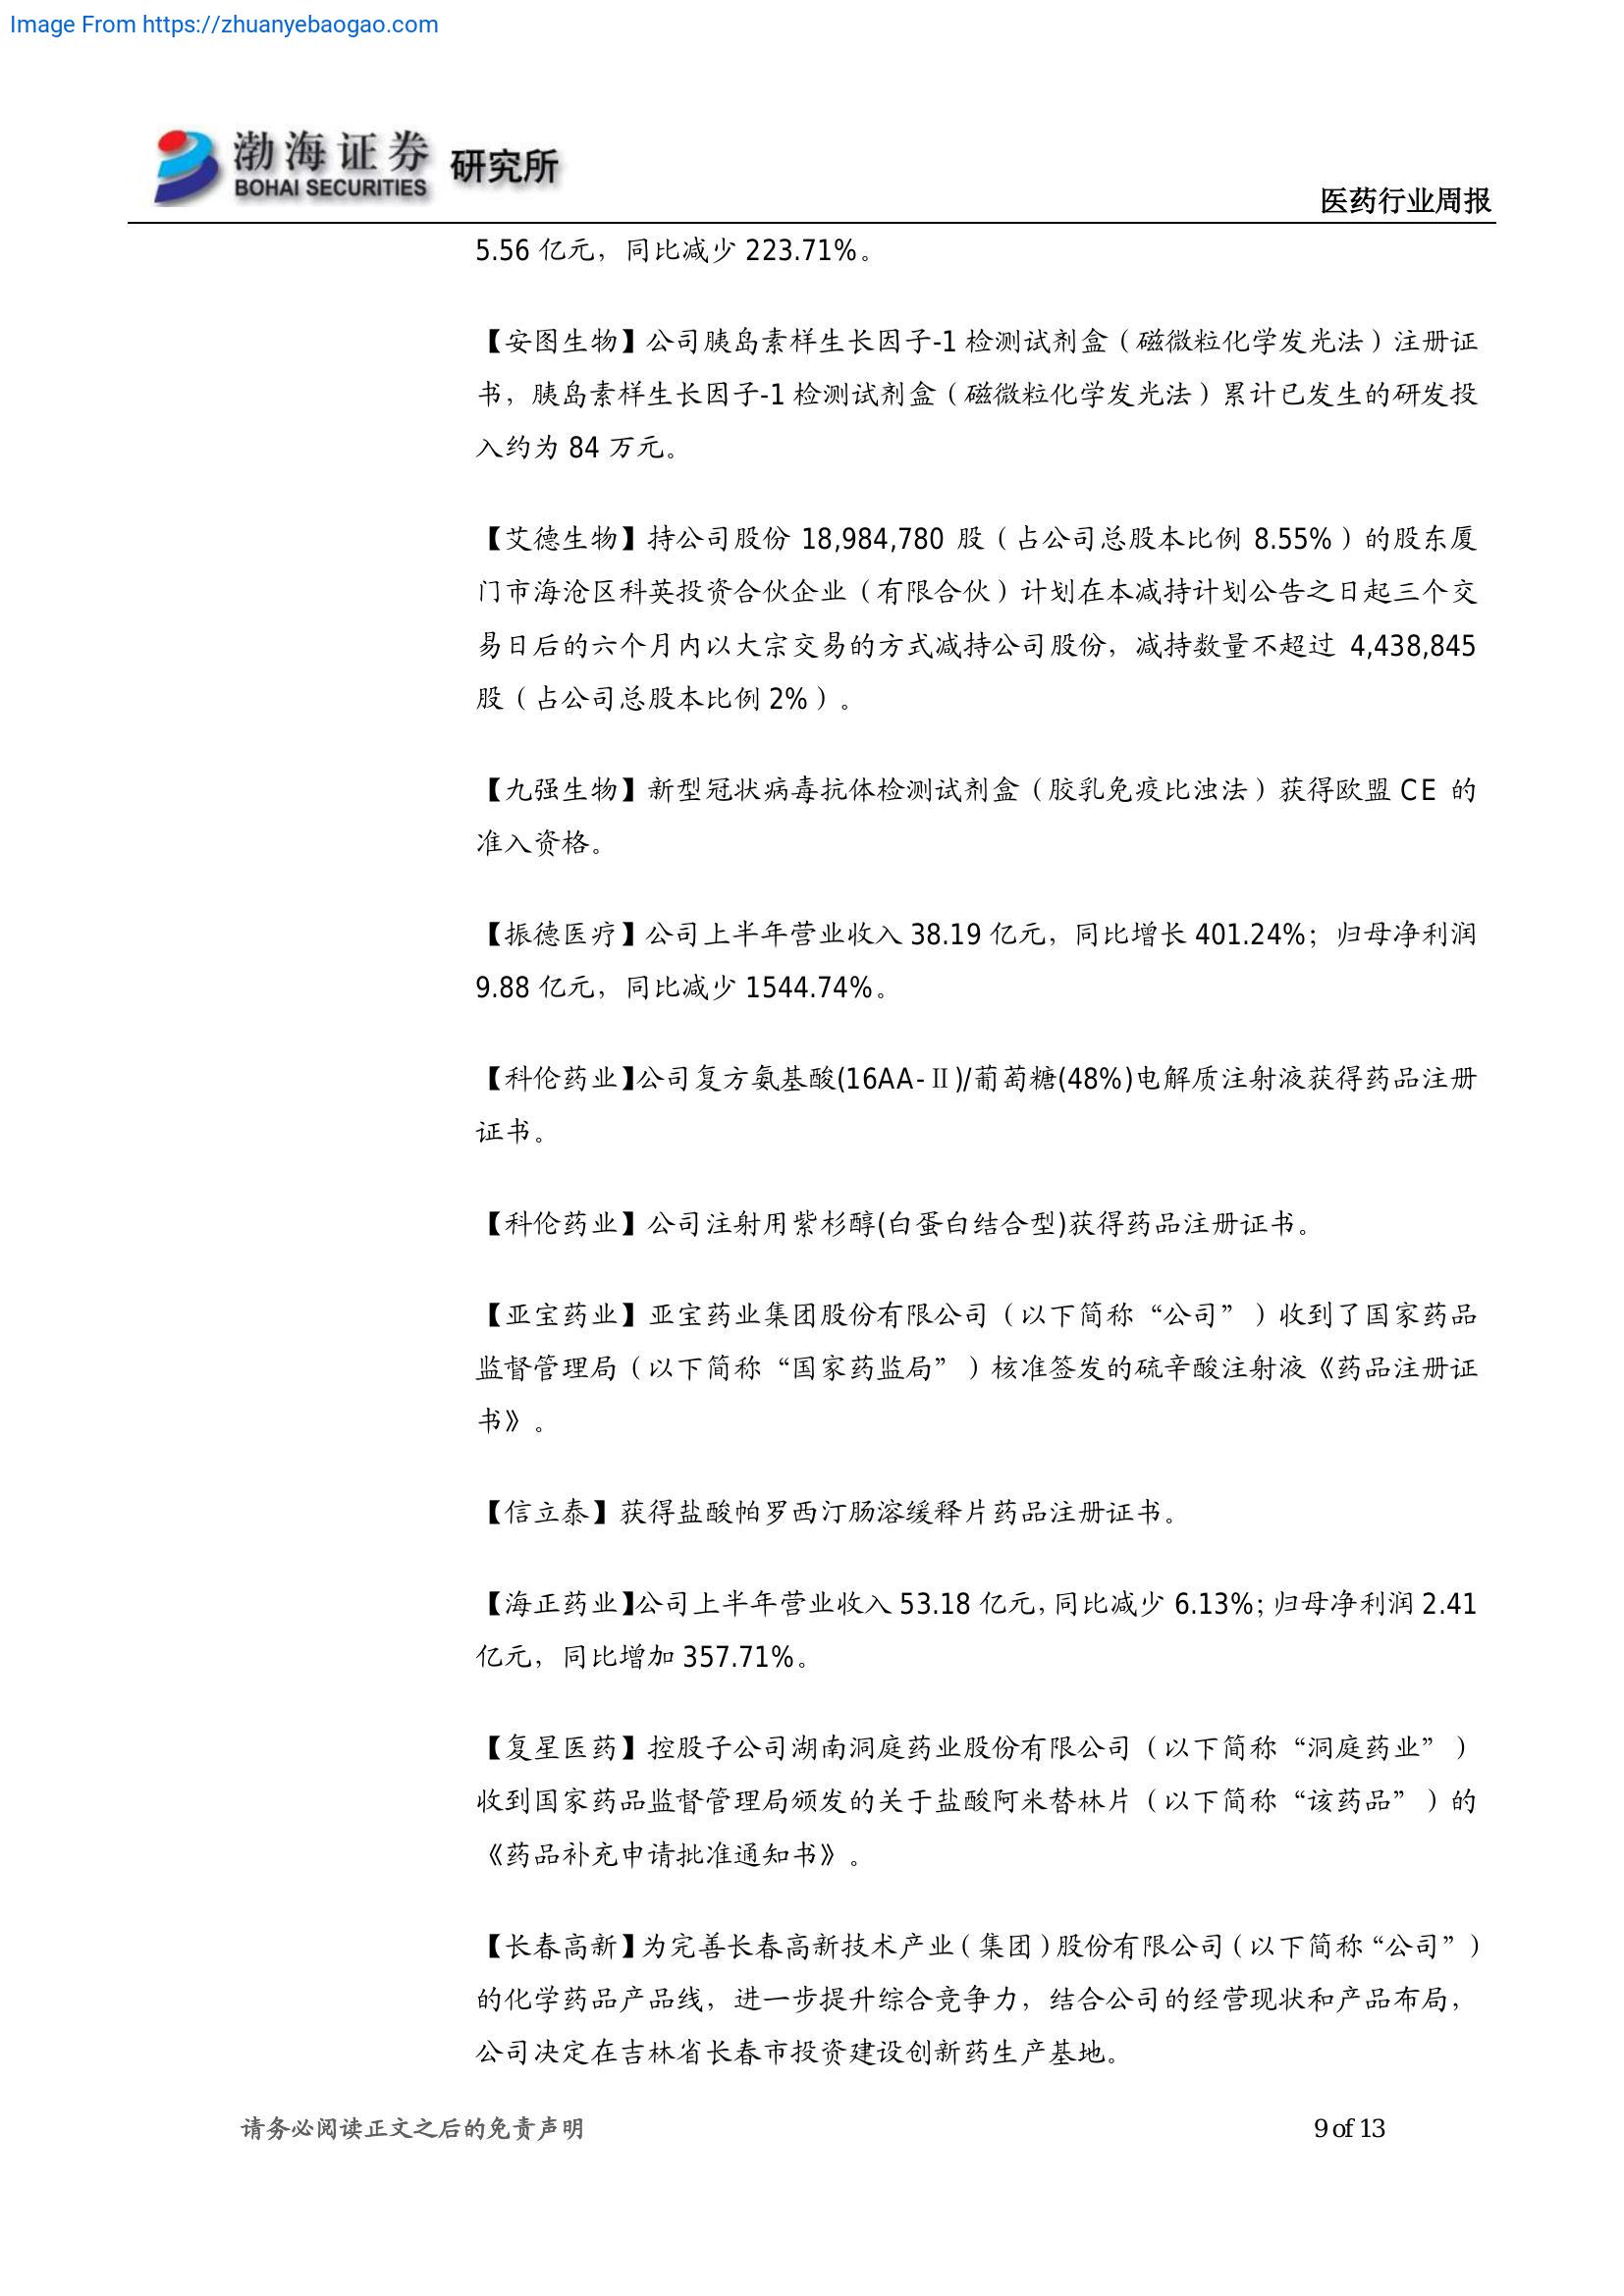 Image From https://zhuanyebaogao.com
渤海证券 研究所
BOHAI SECURITIES
医药行业周报
5.56 亿元，同比减少 223.71%。
【安图生物】公司胰岛素样生长因子-1 检测试剂盒（磁微粒化学发光法）注册证
书，胰岛素样生长因子-1 检测试剂盒（磁微粒化学发光法）累计已发生的研发投
入约为 84 万元。
【艾德生物】持公司股份 18,984,780 股（占公司总股本比例 8.55%）的股东厦
门市海沧区科英投资合伙企业（有限合伙）计划在本减持计划公告之日起三个交
易日后的六个月内以大宗交易的方式减持公司股份，减持数量不超过 4,438,845
股（占公司总股本比例 2%）。
【九强生物】新型冠状病毒抗体检测试剂盒（胶乳免疫比浊法）获得欧盟 CE 的
准入资格。
【振德医疗】公司上半年营业收入 38.19 亿元，同比增长 401.24%；归母净利润
9.88 亿元，同比减少 1544.74%。
【科伦药业】公司复方氨基酸(16AA-Ⅱ)/葡萄糖(48%)电解质注射液获得药品注册
证书。
【科伦药业】公司注射用紫杉醇(白蛋白结合型)获得药品注册证书。
【亚宝药业】亚宝药业集团股份有限公司（以下简称“公司”）收到了国家药品
监督管理局（以下简称“国家药监局”）核准签发的硫辛酸注射液《药品注册证
书》。
【信立泰】获得盐酸帕罗西汀肠溶缓释片药品注册证书。
【海正药业】公司上半年营业收入 53.18 亿元，同比减少 6.13%；归母净利润 2.41
亿元，同比增加 357.71%。
【复星医药】控股子公司湖南洞庭药业股份有限公司（以下简称“洞庭药业”）
收到国家药品监督管理局颁发的关于盐酸阿米替林片（以下简称“该药品”）的
《药品补充申请批准通知书》。
【长春高新】为完善长春高新技术产业（集团）股份有限公司（以下简称“公司”）
的化学药品产品线，进一步提升综合竞争力，结合公司的经营现状和产品布局，
公司决定在吉林省长春市投资建设创新药生产基地。
请务必阅读正文之后的免责声明
9 of 13